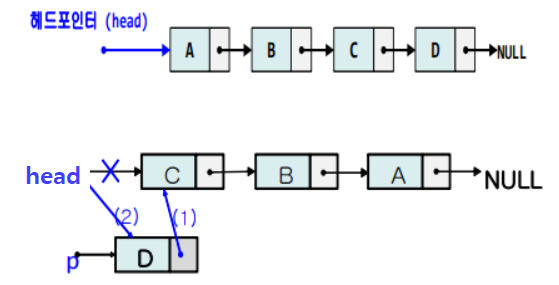 헤드포인터 (head)
A B C D NULL
head C B A NULL
(2) (1)
p D